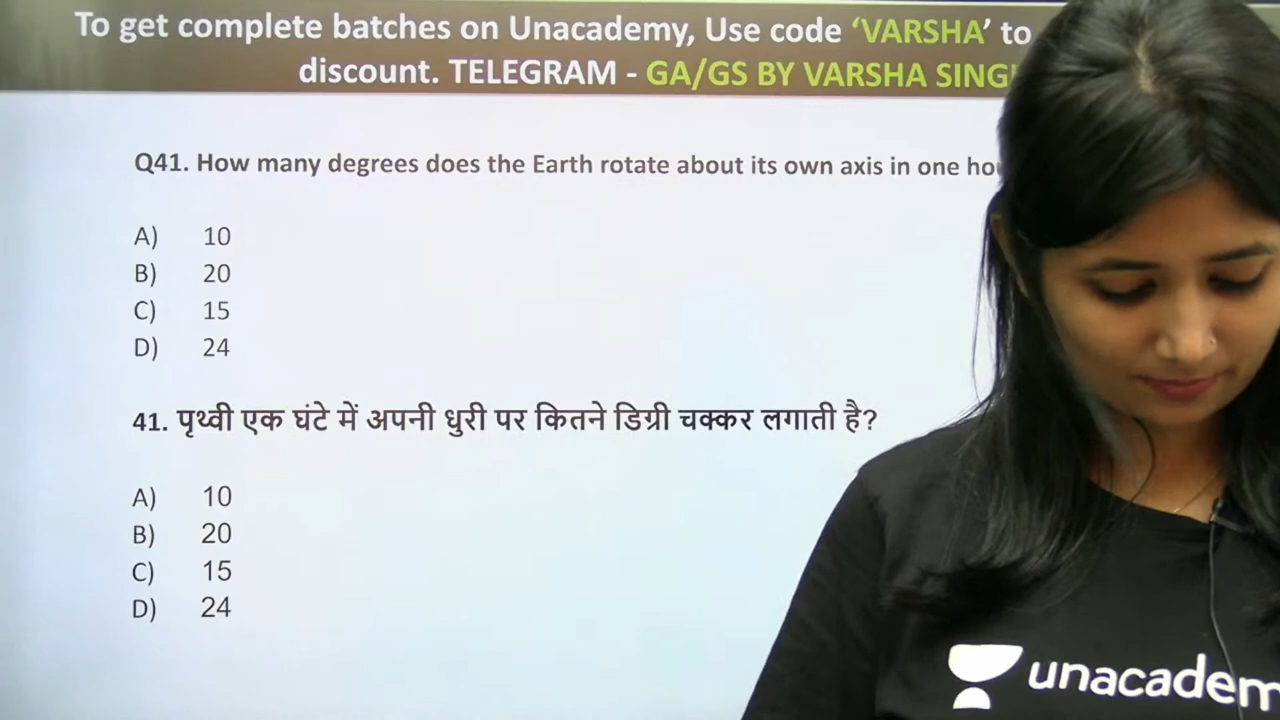 To get complete batches on Unacademy, Use code ‘VARSHA’ to
discount. TELEGRAM - GA/GS BY VARSHA
Q41. How many degrees does the Earth rotate about its own axis in one
A) 10
B) 20
C) 15
D) 24
41. पृथ्वी एक घंटे में अपनी धुरी पर कितने डिग्री चक्कर लगाती है?
A) 10
B) 20
C) 15
D) 24
unacadem